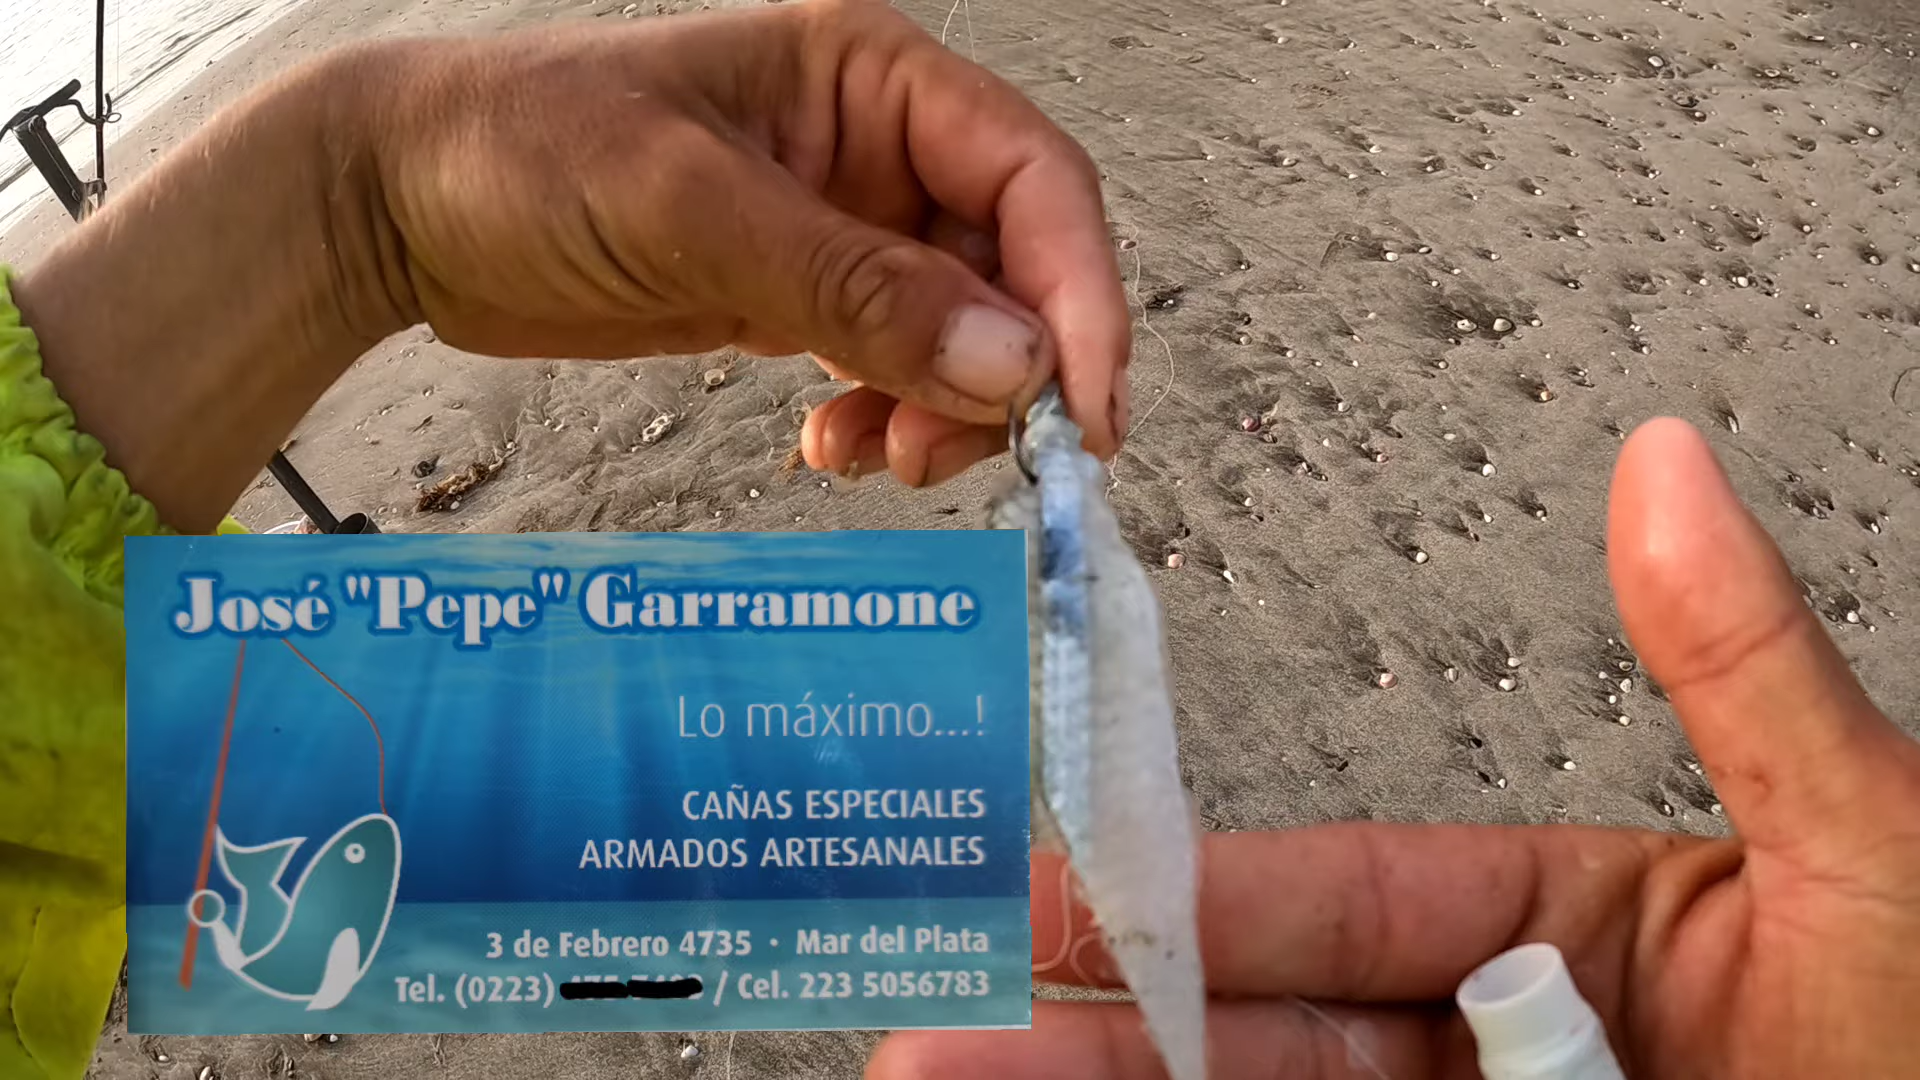 José "Pepe" Garramone
Lo máximo...!
CAÑAS ESPECIALES
ARMADOS ARTESANALES
3 de Febrero 4735 · Mar del Plata
Tel. (0223) / Cel. 223 5056783